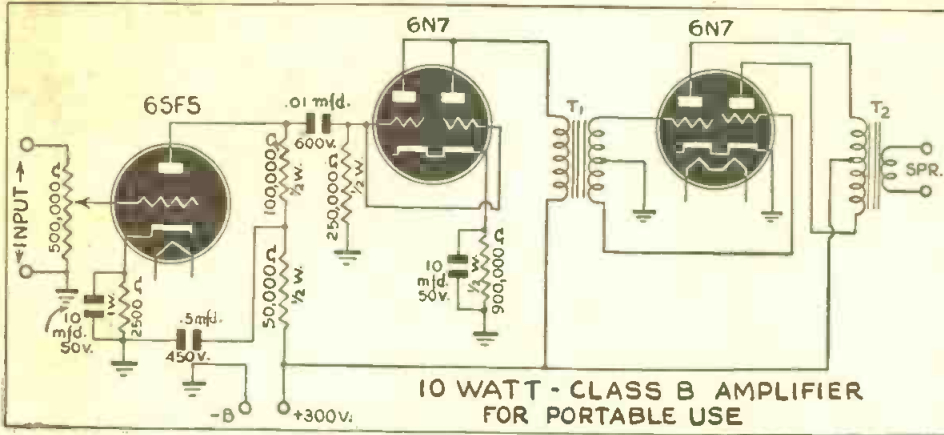 6N7
6N7
6SF5
.01 mfd.
600V.
T1
T2
SPR.
INPUT
500,000Ω
100,000Ω
½ W.
250,000Ω
½ W.
10
mfd.
50V.
1W.
2500Ω
.5mfd.
450V.
50,000Ω
½ W.
10
mfd.
50V.
½ W.
900,000Ω
-B
+300V.
10 WATT - CLASS B AMPLIFIER
FOR PORTABLE USE